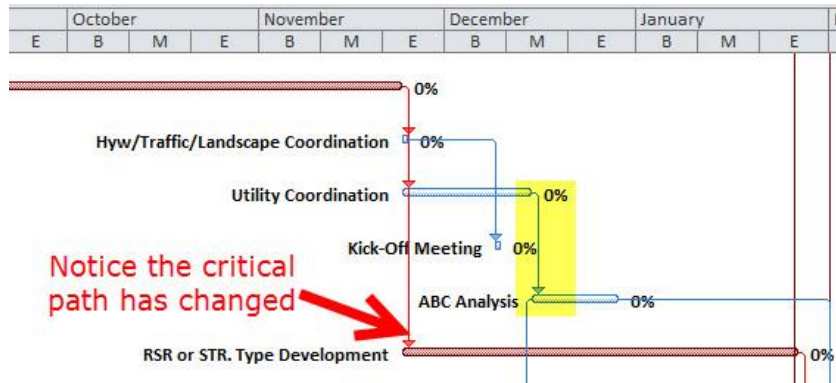 October November December January
E B M E B M E B M E B M E
0%
Hyw/Traffic/Landscape Coordination 0%
Utility Coordination 0%
Kick-Off Meeting 0%
Notice the critical
path has changed
ABC Analysis 0%
RSR or STR. Type Development 0%